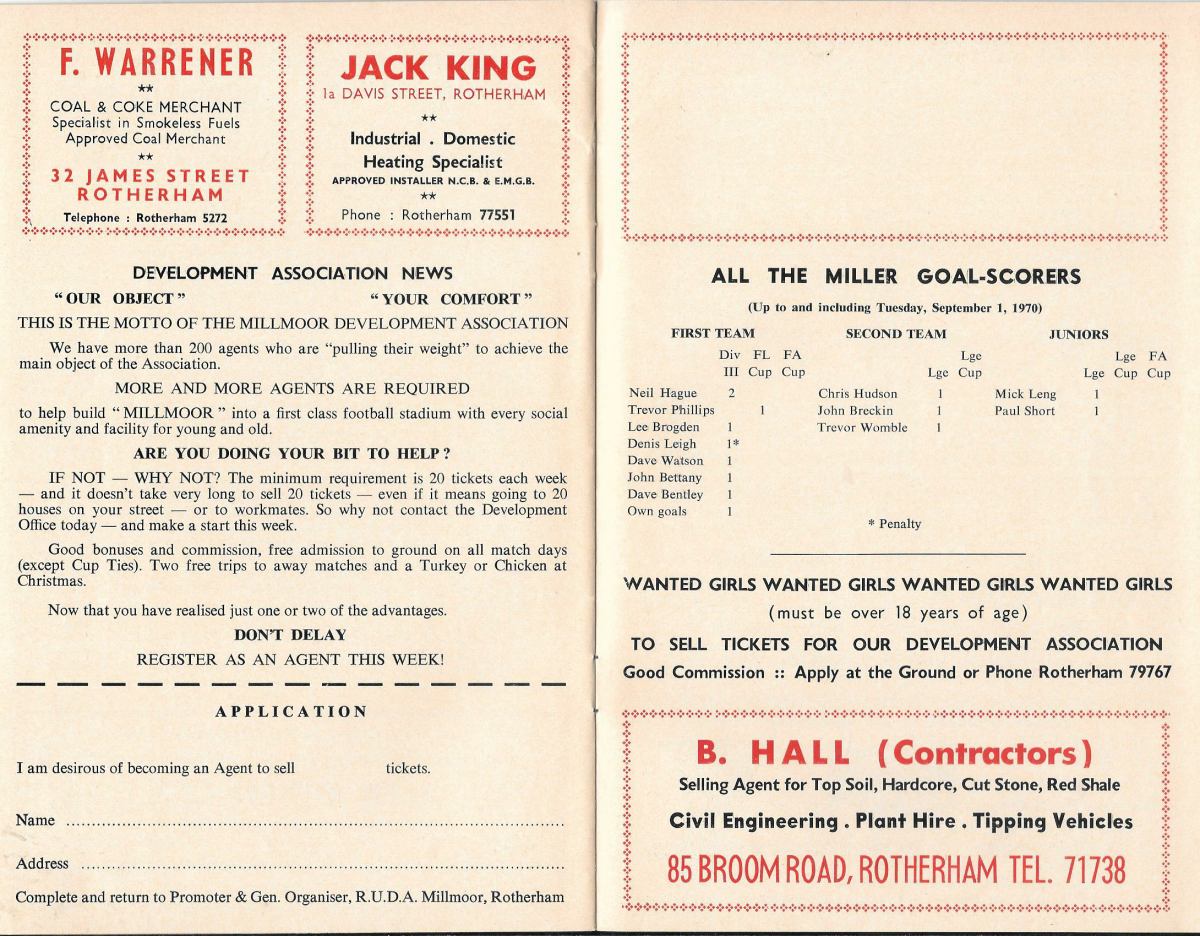 F. WARRENER
**
COAL & COKE MERCHANT
Specialist in Smokeless Fuels
Approved Coal Merchant
**
32 JAMES STREET
ROTHERHAM
Telephone : Rotherham 5272
JACK KING
1a DAVIS STREET, ROTHERHAM
**
Industrial . Domestic
Heating Specialist
APPROVED INSTALLER N.C.B. & E.M.G.B.
**
Phone : Rotherham 77551
DEVELOPMENT ASSOCIATION NEWS
"OUR OBJECT" "YOUR COMFORT"
THIS IS THE MOTTO OF THE MILLMOOR DEVELOPMENT ASSOCIATION
We have more than 200 agents who are "pulling their weight" to achieve the
main object of the Association.
MORE AND MORE AGENTS ARE REQUIRED
to help build "MILLMOOR" into a first class football stadium with every social
amenity and facility for young and old.
ARE YOU DOING YOUR BIT TO HELP?
IF NOT — WHY NOT? The minimum requirement is 20 tickets each week
— and it doesn't take very long to sell 20 tickets — even if it means going to 20
houses on your street — or to workmates. So why not contact the Development
Office today — and make a start this week.
Good bonuses and commission, free admission to ground on all match days
(except Cup Ties). Two free trips to away matches and a Turkey or Chicken at
Christmas.
Now that you have realised just one or two of the advantages.
DON'T DELAY
REGISTER AS AN AGENT THIS WEEK!
APPLICATION
I am desirous of becoming an Agent to sell tickets.
Name
Address
Complete and return to Promoter & Gen. Organiser, R.U.D.A. Millmoor, Rotherham
ALL THE MILLER GOAL-SCORERS
(Up to and including Tuesday, September 1, 1970)
FIRST TEAM SECOND TEAM JUNIORS
Div FL FA Lge Lge FA
III Cup Cup Lge Cup Lge Cup Cup
Neil Hague 2 Chris Hudson 1 Mick Leng 1
Trevor Phillips 1 John Breckin 1 Paul Short 1
Lee Brogden 1 Trevor Womble 1
Denis Leigh 1*
Dave Watson 1
John Bettany 1
Dave Bentley 1
Own goals 1
* Penalty
WANTED GIRLS WANTED GIRLS WANTED GIRLS WANTED GIRLS
(must be over 18 years of age)
TO SELL TICKETS FOR OUR DEVELOPMENT ASSOCIATION
Good Commission :: Apply at the Ground or Phone Rotherham 79767
B. HALL (Contractors)
Selling Agent for Top Soil, Hardcore, Cut Stone, Red Shale
Civil Engineering . Plant Hire . Tipping Vehicles
85 BROOM ROAD, ROTHERHAM TEL. 71738